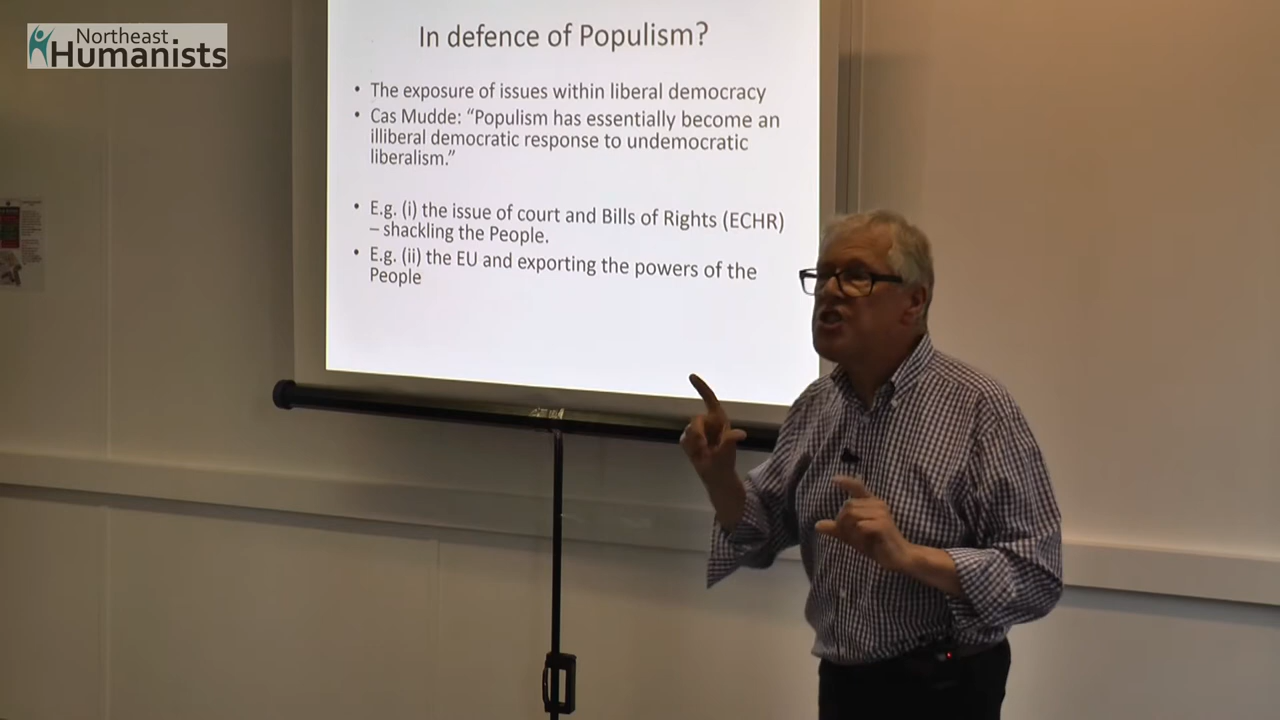 Northeast
Humanists
In defence of Populism?
• The exposure of issues within liberal democracy
• Cas Mudde: “Populism has essentially become an
illiberal democratic response to undemocratic
liberalism.”
• E.g. (i) the issue of court and Bills of Rights (ECHR)
– shackling the People.
• E.g. (ii) the EU and exporting the powers of the
People